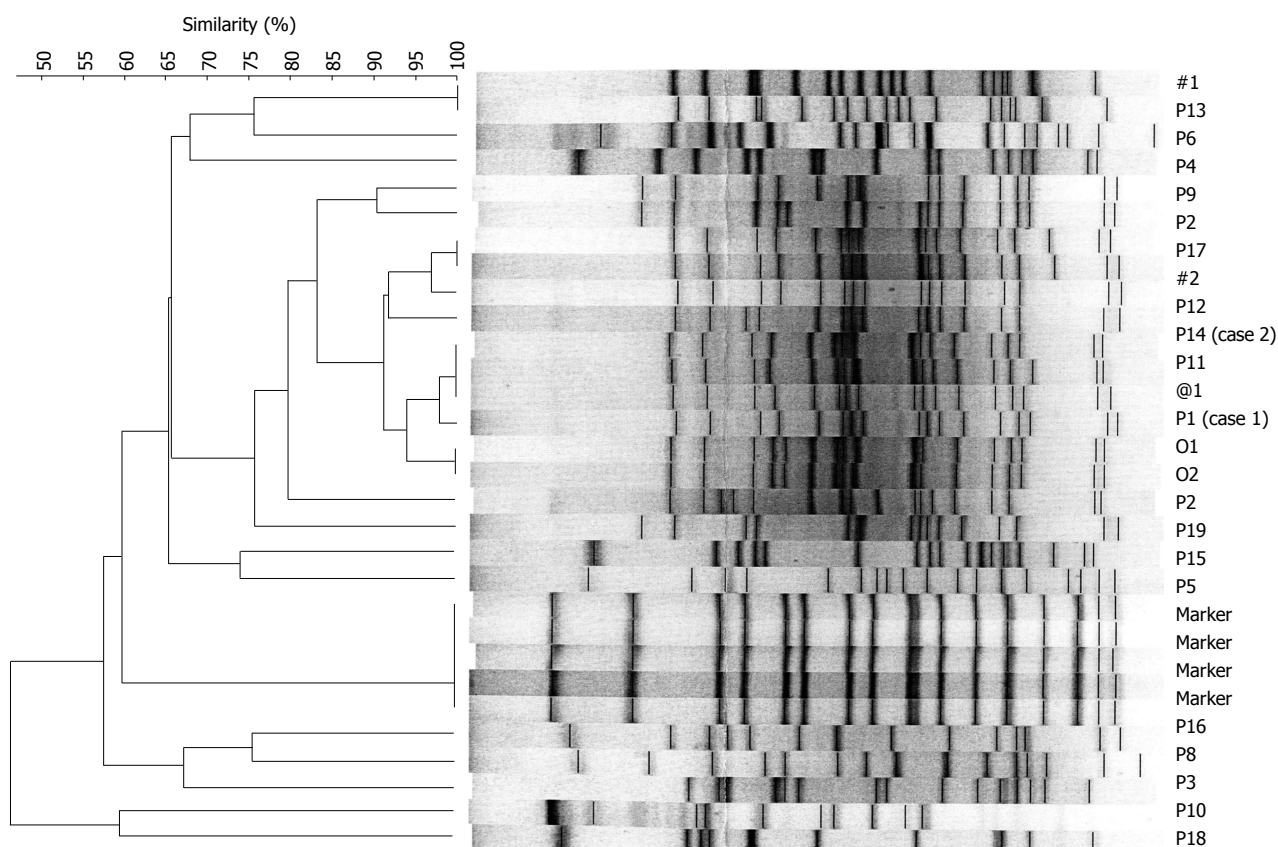 Similarity (%)
50 55 60 65 70 75 80 85 90 95 100
#1
P13
P6
P4
P9
P2
P17
#2
P12
P14 (case 2)
P11
@1
P1 (case 1)
O1
O2
P2
P19
P15
P5
Marker
Marker
Marker
Marker
P16
P8
P3
P10
P18